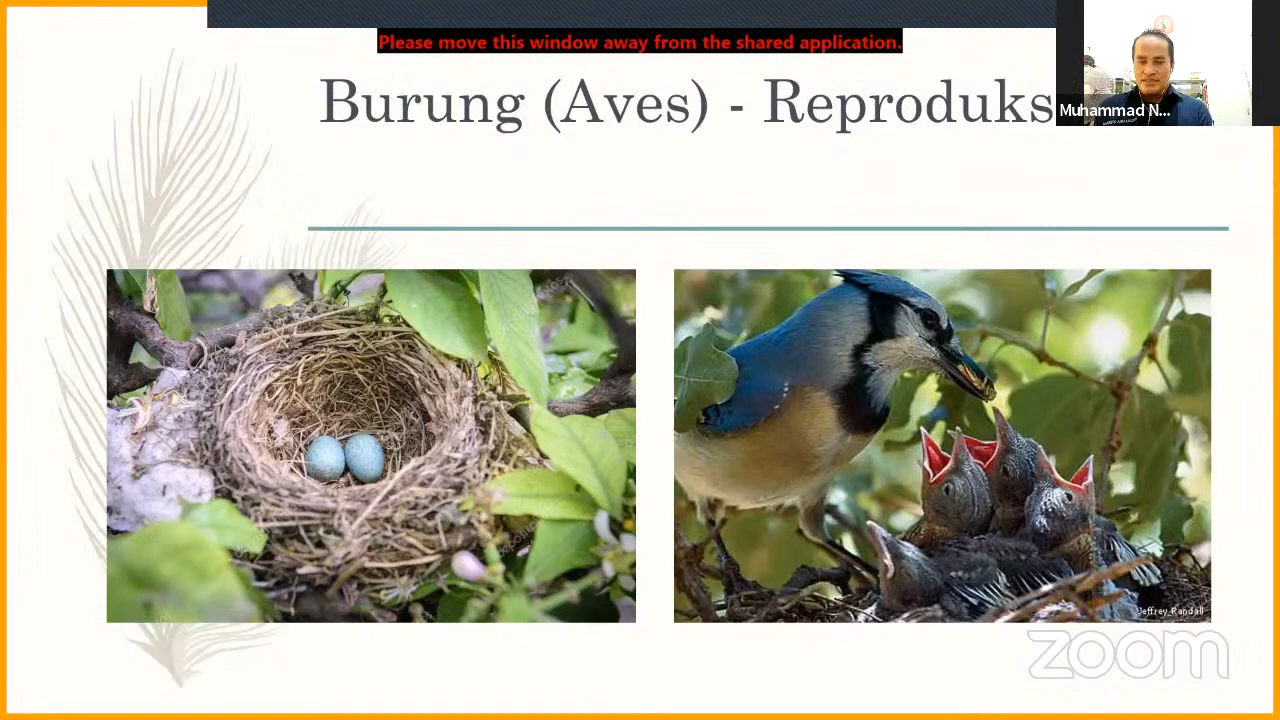 Please move this window away from the shared application.
Burung (Aves) - Reproduks
Muhammad N...
Jeffrey Randall
zoom